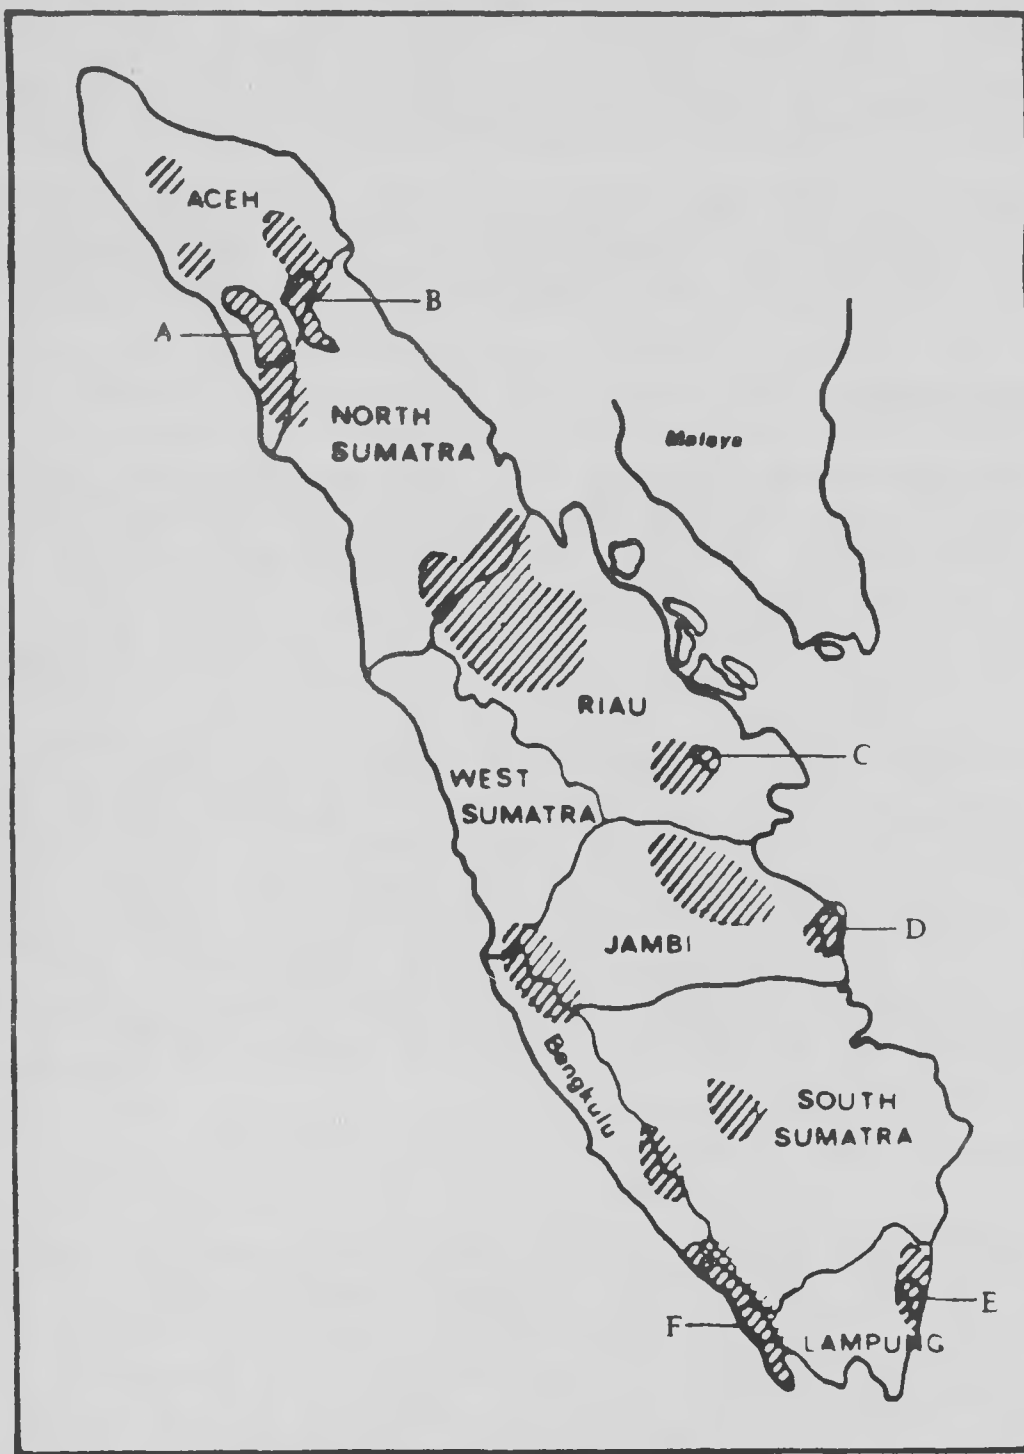 ACEH
B
A
NORTH
SUMATRA
Malaya
RIAU
C
WEST
SUMATRA
D
JAMBI
Bengkulu
SOUTH
SUMATRA
E
F
LAMPUNG